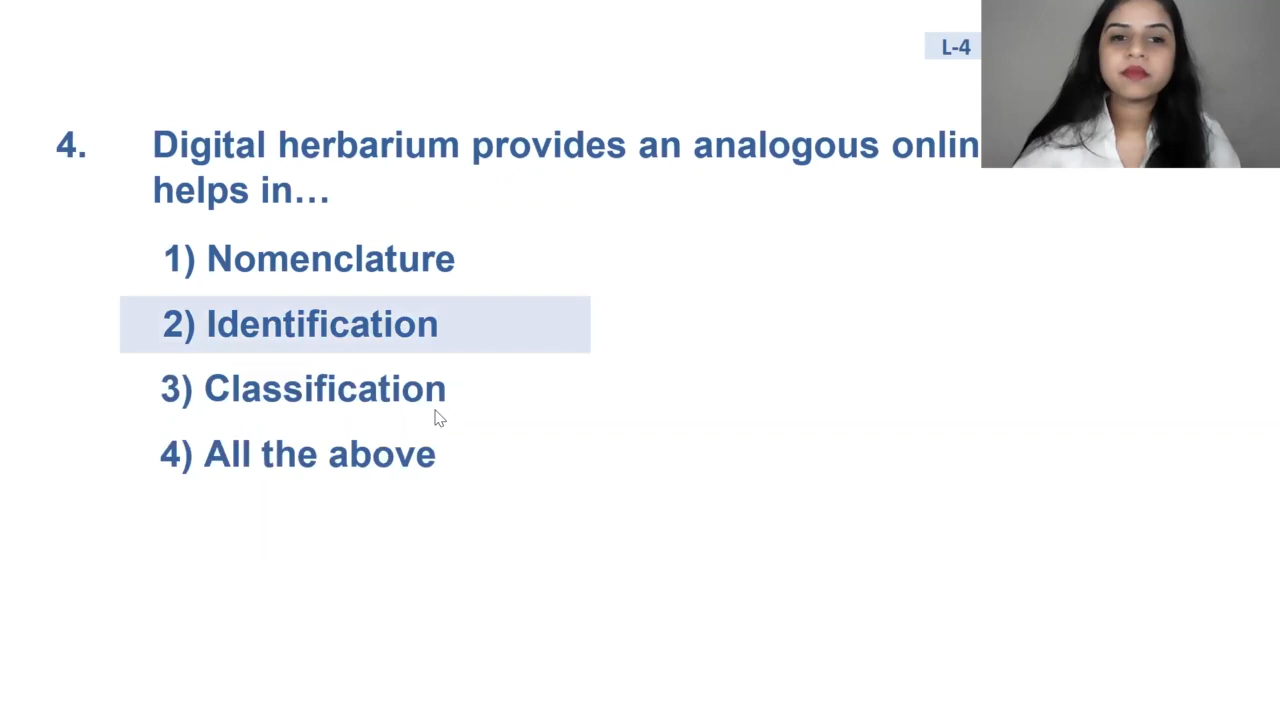 L-4
4. Digital herbarium provides an analogous onlin
helps in…
1) Nomenclature
2) Identification
3) Classification
4) All the above